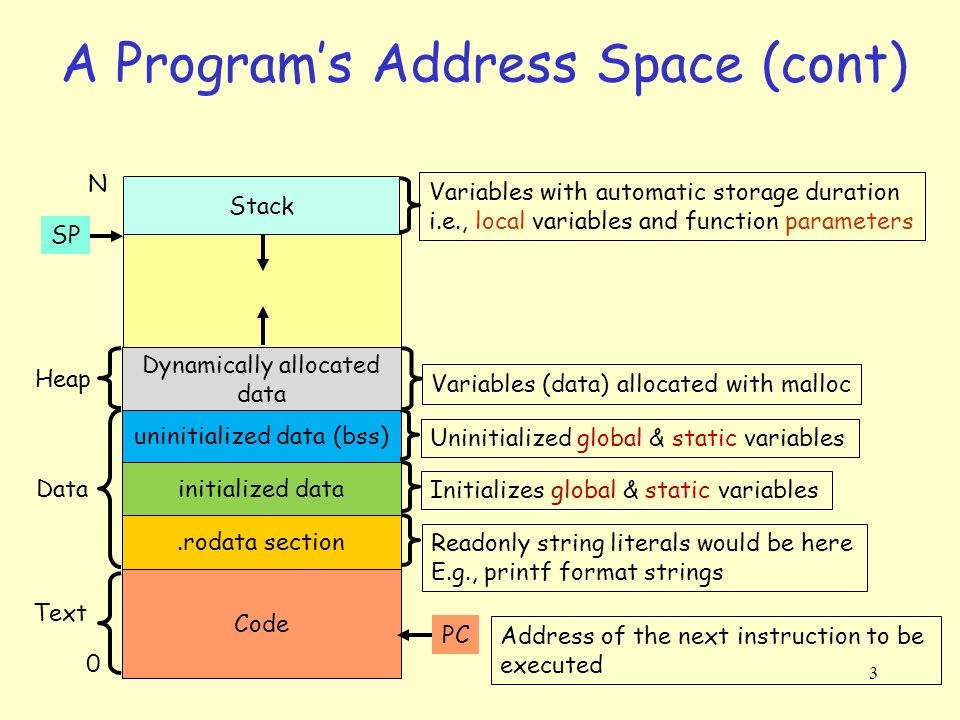 A Program’s Address Space (cont)
N
Stack
Variables with automatic storage duration
i.e., local variables and function parameters
SP
Heap
Dynamically allocated
data
Variables (data) allocated with malloc
uninitialized data (bss)
Uninitialized global & static variables
Data
initialized data
Initializes global & static variables
.rodata section
Readonly string literals would be here
E.g., printf format strings
Text
Code
PC
Address of the next instruction to be
executed
0
3